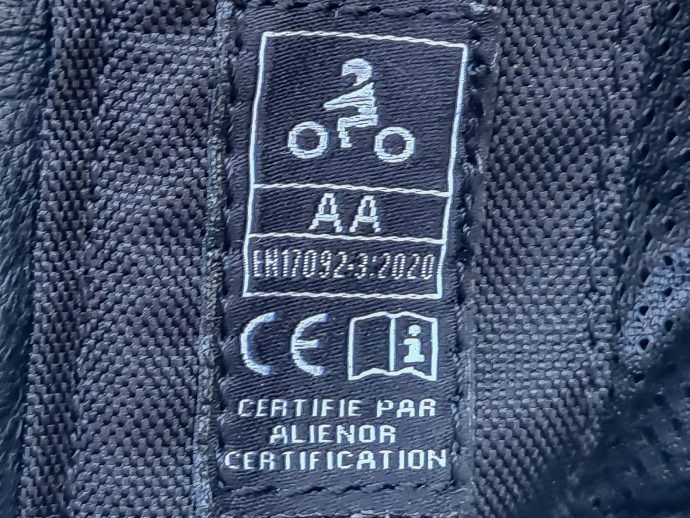 AA
EN17092-3:2020
CE i
CERTIFIE PAR
ALIENOR
CERTIFICATION